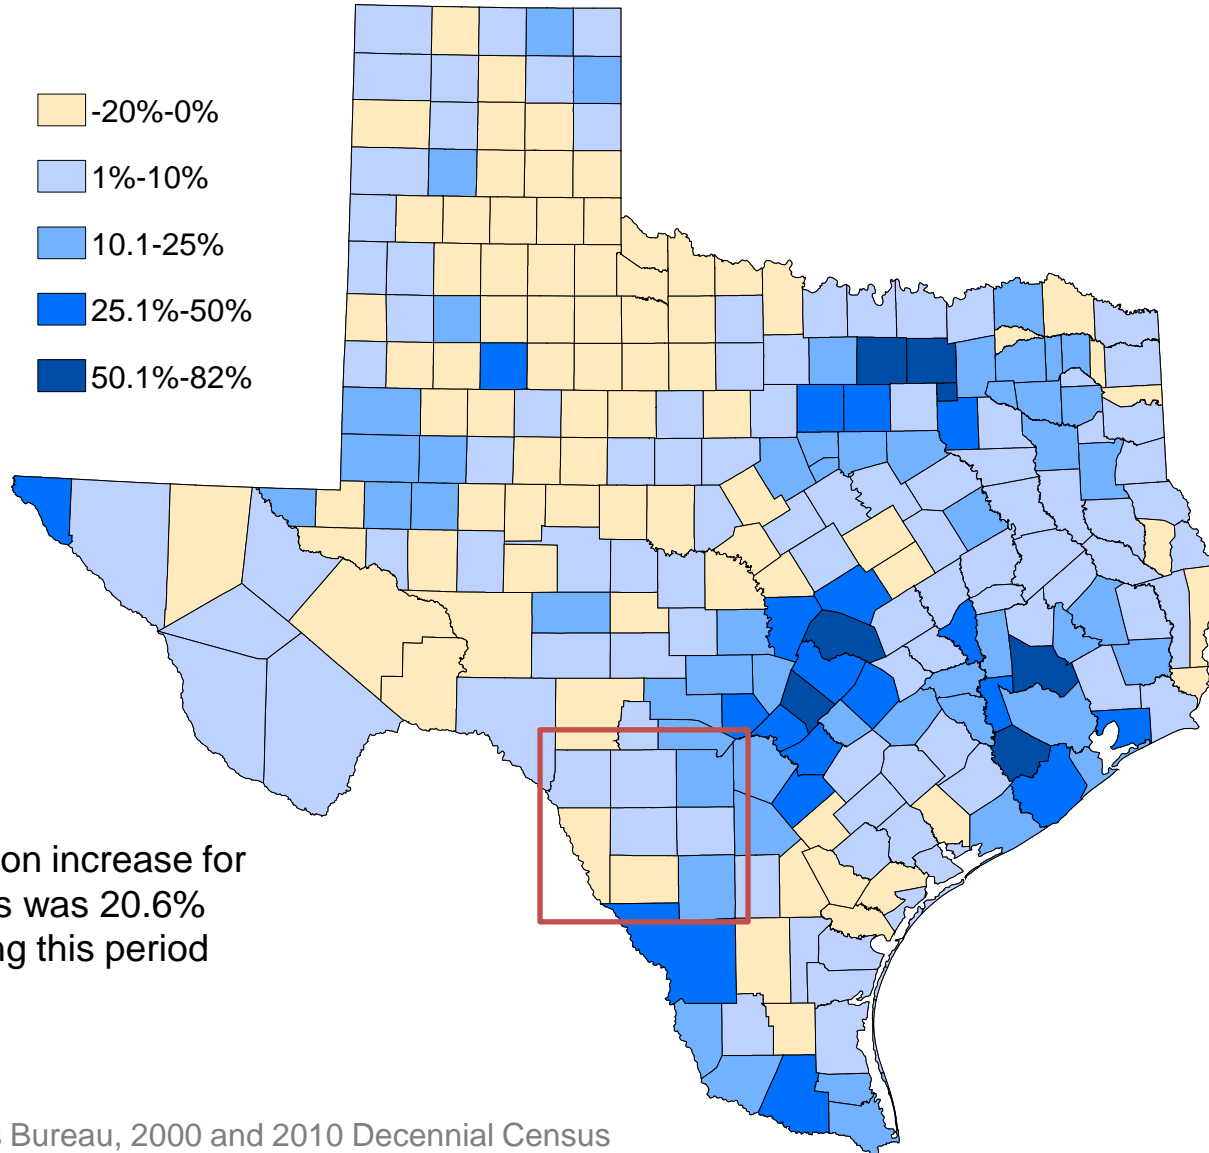 -20%-0%
1%-10%
10.1-25%
25.1%-50%
50.1%-82%
on increase for
s was 20.6%
ng this period
s Bureau, 2000 and 2010 Decennial Census